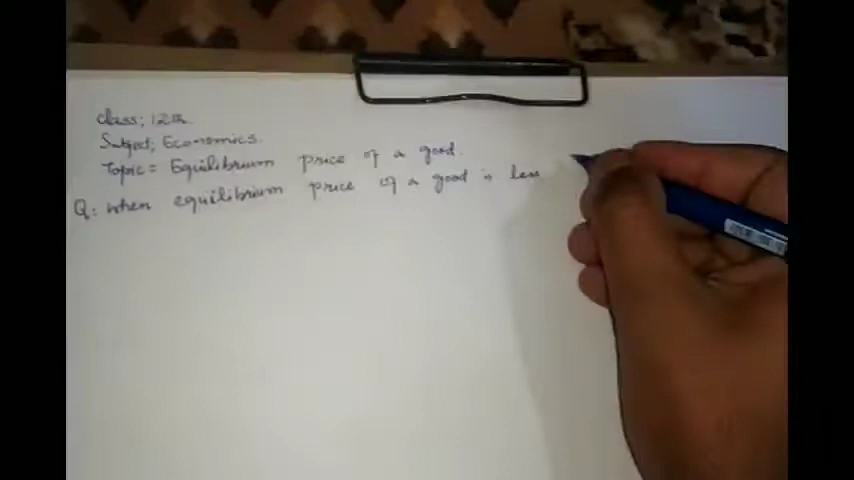 Class; 12th.
Subject; Economics.
Topic = Equilibrium price of a good.
Q: When equilibrium price of a good is less